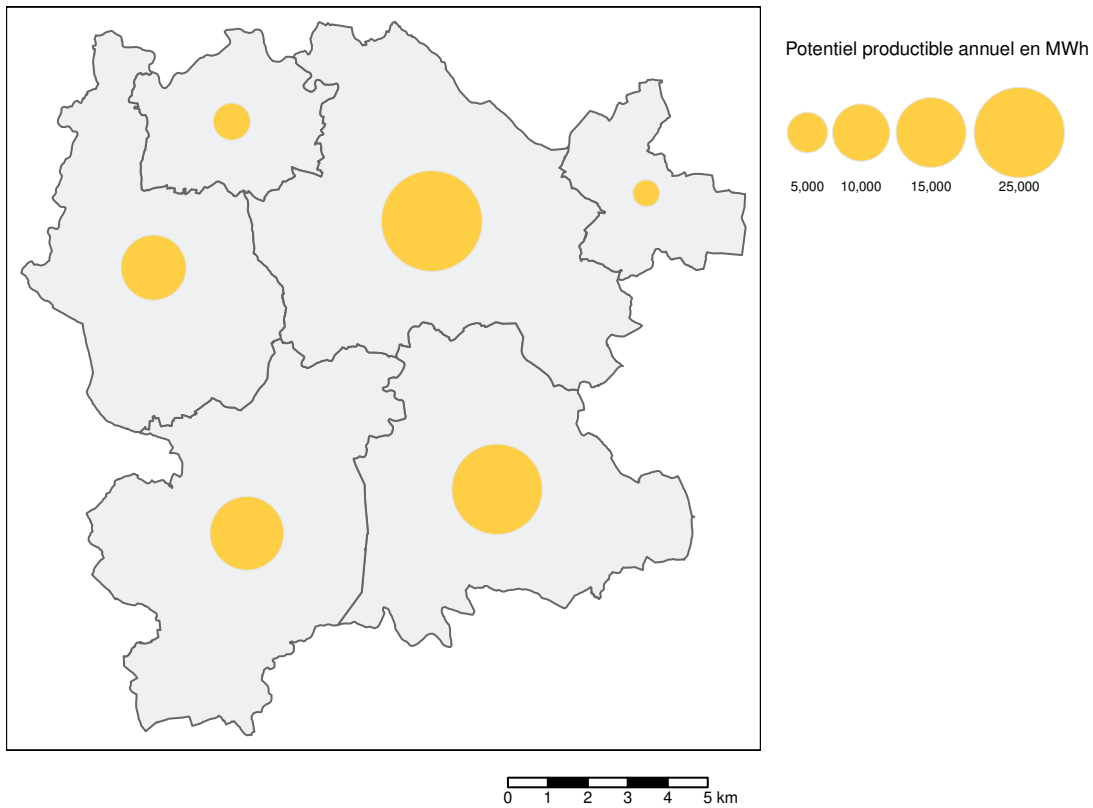 Potentiel productible annuel en MWh
5,000 10,000 15,000 25,000
0 1 2 3 4 5 km